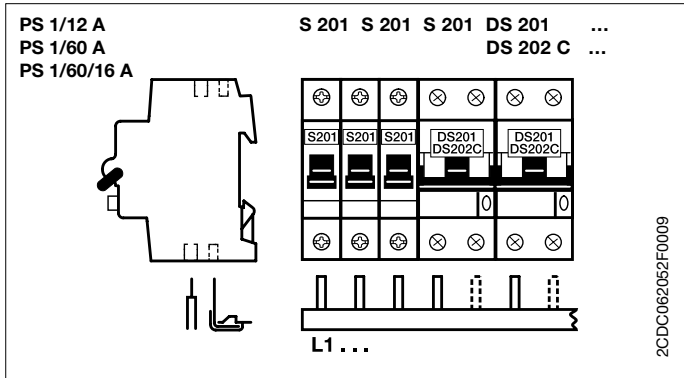 PS 1/12 A S 201 S 201 S 201 DS 201 ...
PS 1/60 A DS 202 C ...
PS 1/60/16 A
S201 S201 S201 DS201 DS201
DS202C DS202C
L1 . . .
2CDC062052F0009